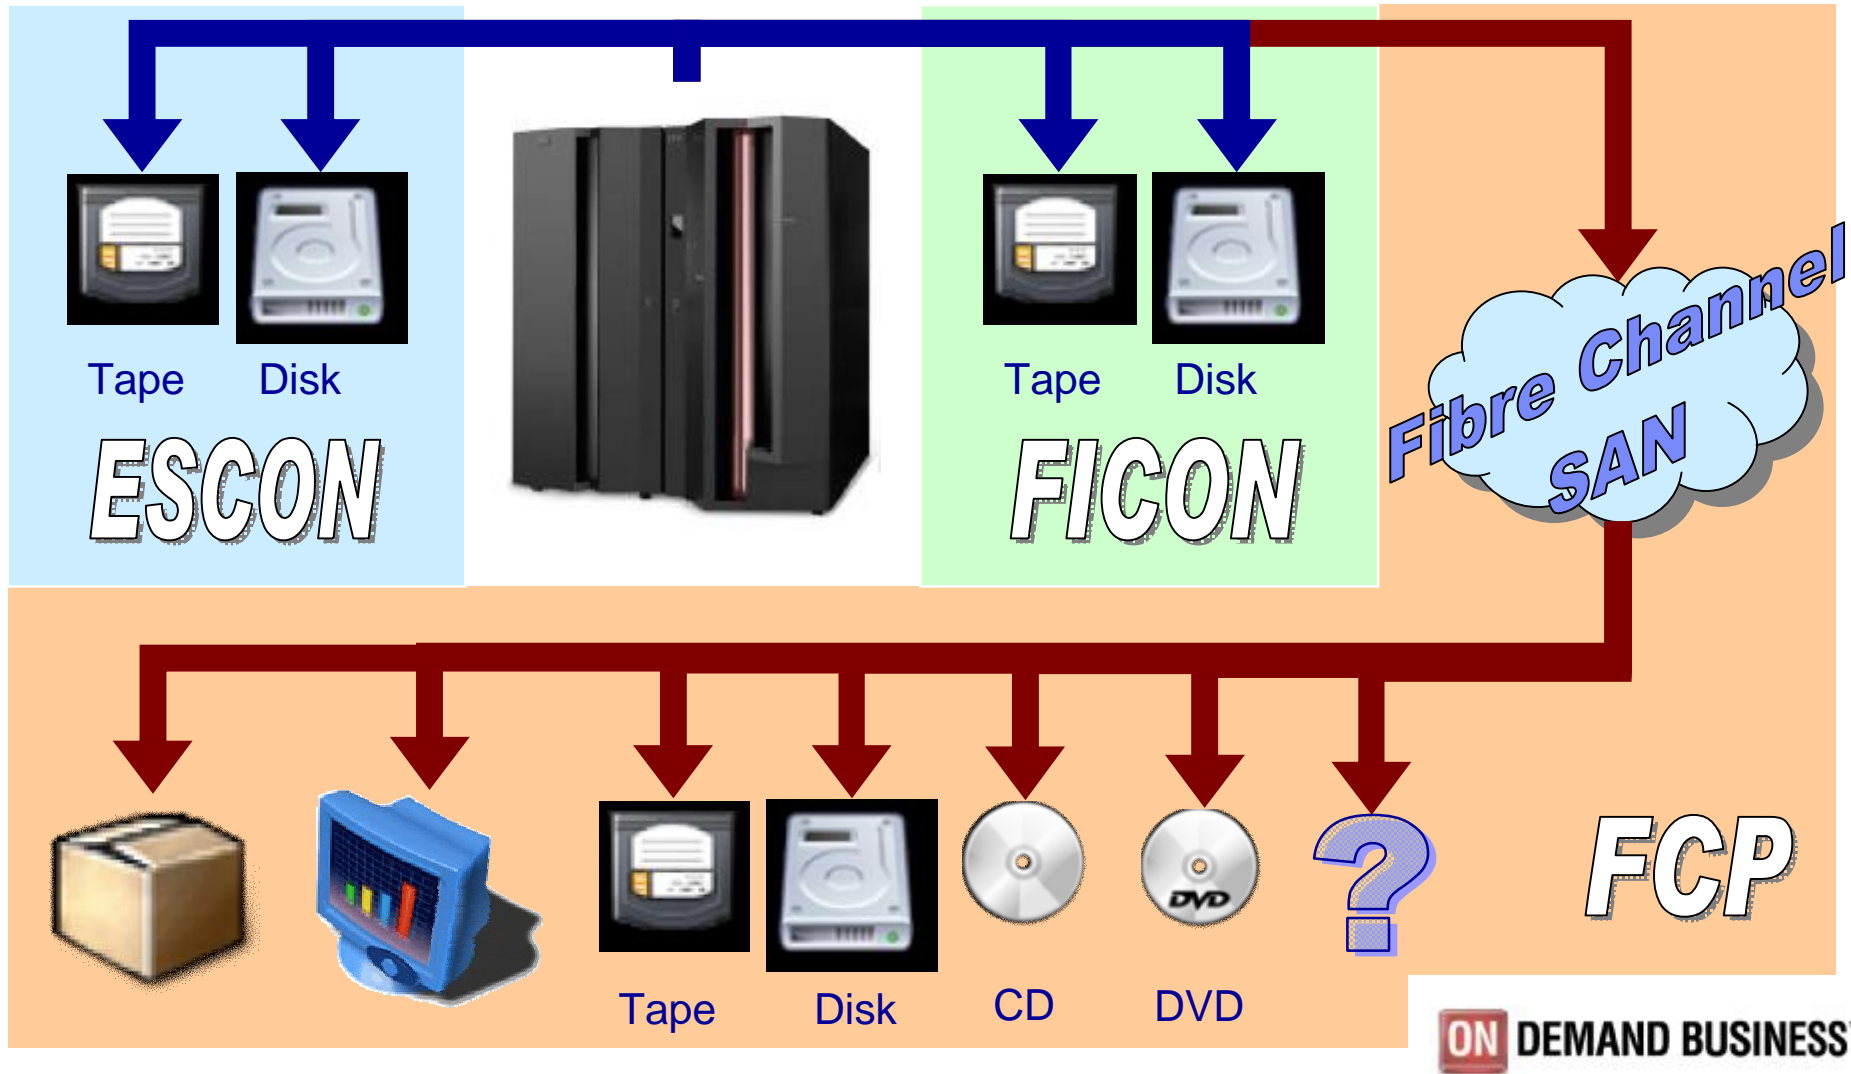 Tape
Disk
ESCON
Tape
Disk
FICON
Fibre Channel
SAN
Tape
Disk
CD
DVD
DVD
?
FCP
ON DEMAND BUSINESS